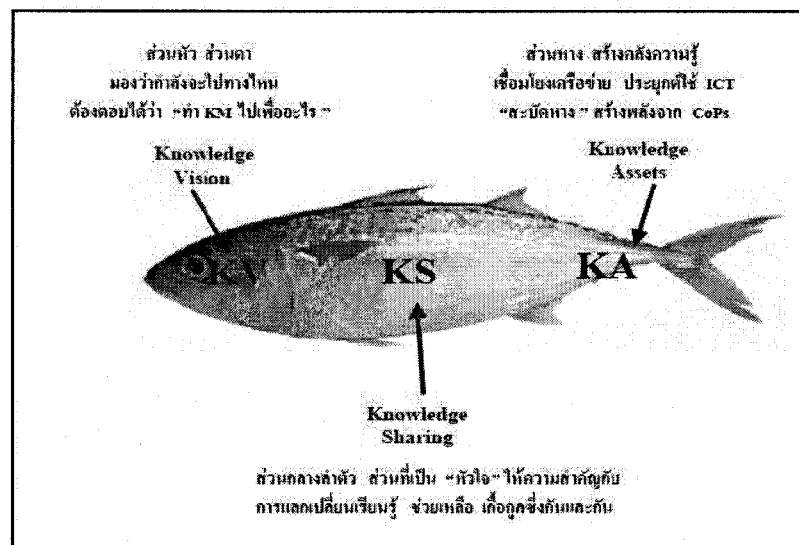 ส่วนหัว ส่วนตา
มองว่ากำลังจะไปทางไหน
ต้องตอบได้ว่า "ทำ KM ไปเพื่ออะไร"
Knowledge
Vision
ส่วนหาง สร้างคลังความรู้
เชื่อมโยงเครือข่าย ประยุกต์ใช้ ICT
"สะบัดหาง" สร้างพลังจาก CoPs
Knowledge
Assets
KV
KS
KA
Knowledge
Sharing
ส่วนกลางลำตัว ส่วนที่เป็น "หัวใจ" ให้ความสำคัญกับ
การแลกเปลี่ยนเรียนรู้ ช่วยเหลือ เกื้อกูลซึ่งกันและกัน